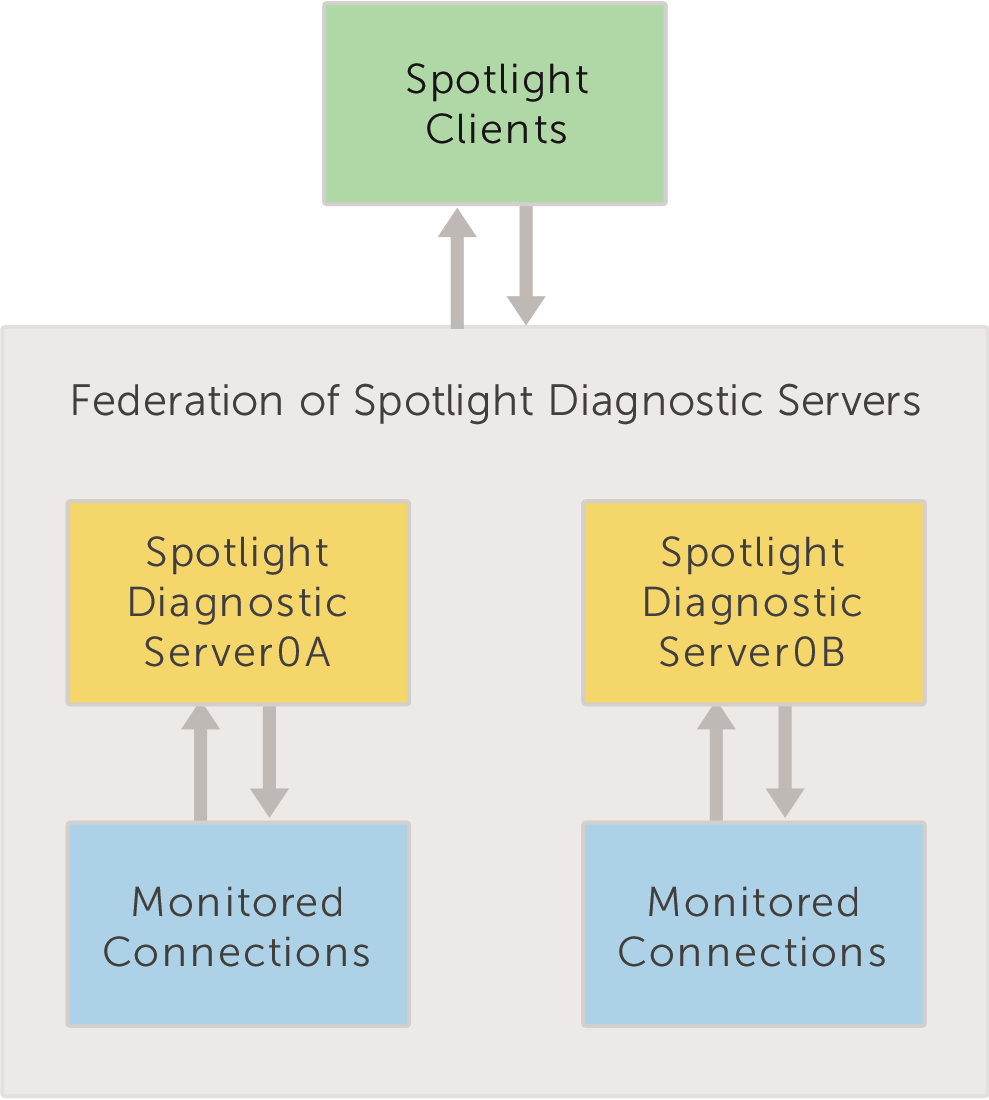 Spotlight
Clients
Federation of Spotlight Diagnostic Servers
Spotlight
Diagnostic
Server0A
Spotlight
Diagnostic
Server0B
Monitored
Connections
Monitored
Connections